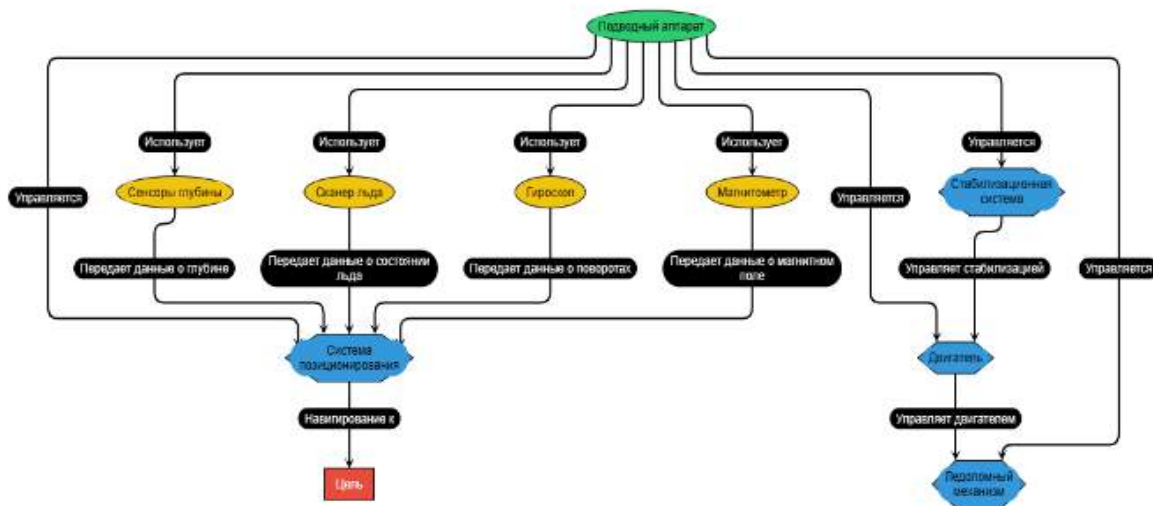 Подводный аппарат
Использует
Использует
Использует
Использует
Управляется
Управляется
Сенсоры глубины
Сканер льда
Гироскоп
Магнитометр
Управляется
Стабилизационная
система
Передает данные о глубине
Передает данные о состоянии
льда
Передает данные о поворотах
Передает данные о магнитном
поле
Управляет стабилизацией
Управляется
Система
позиционирования
Двигатель
Навигирование к
Управляет двигателем
Цель
Ледоломный
механизм